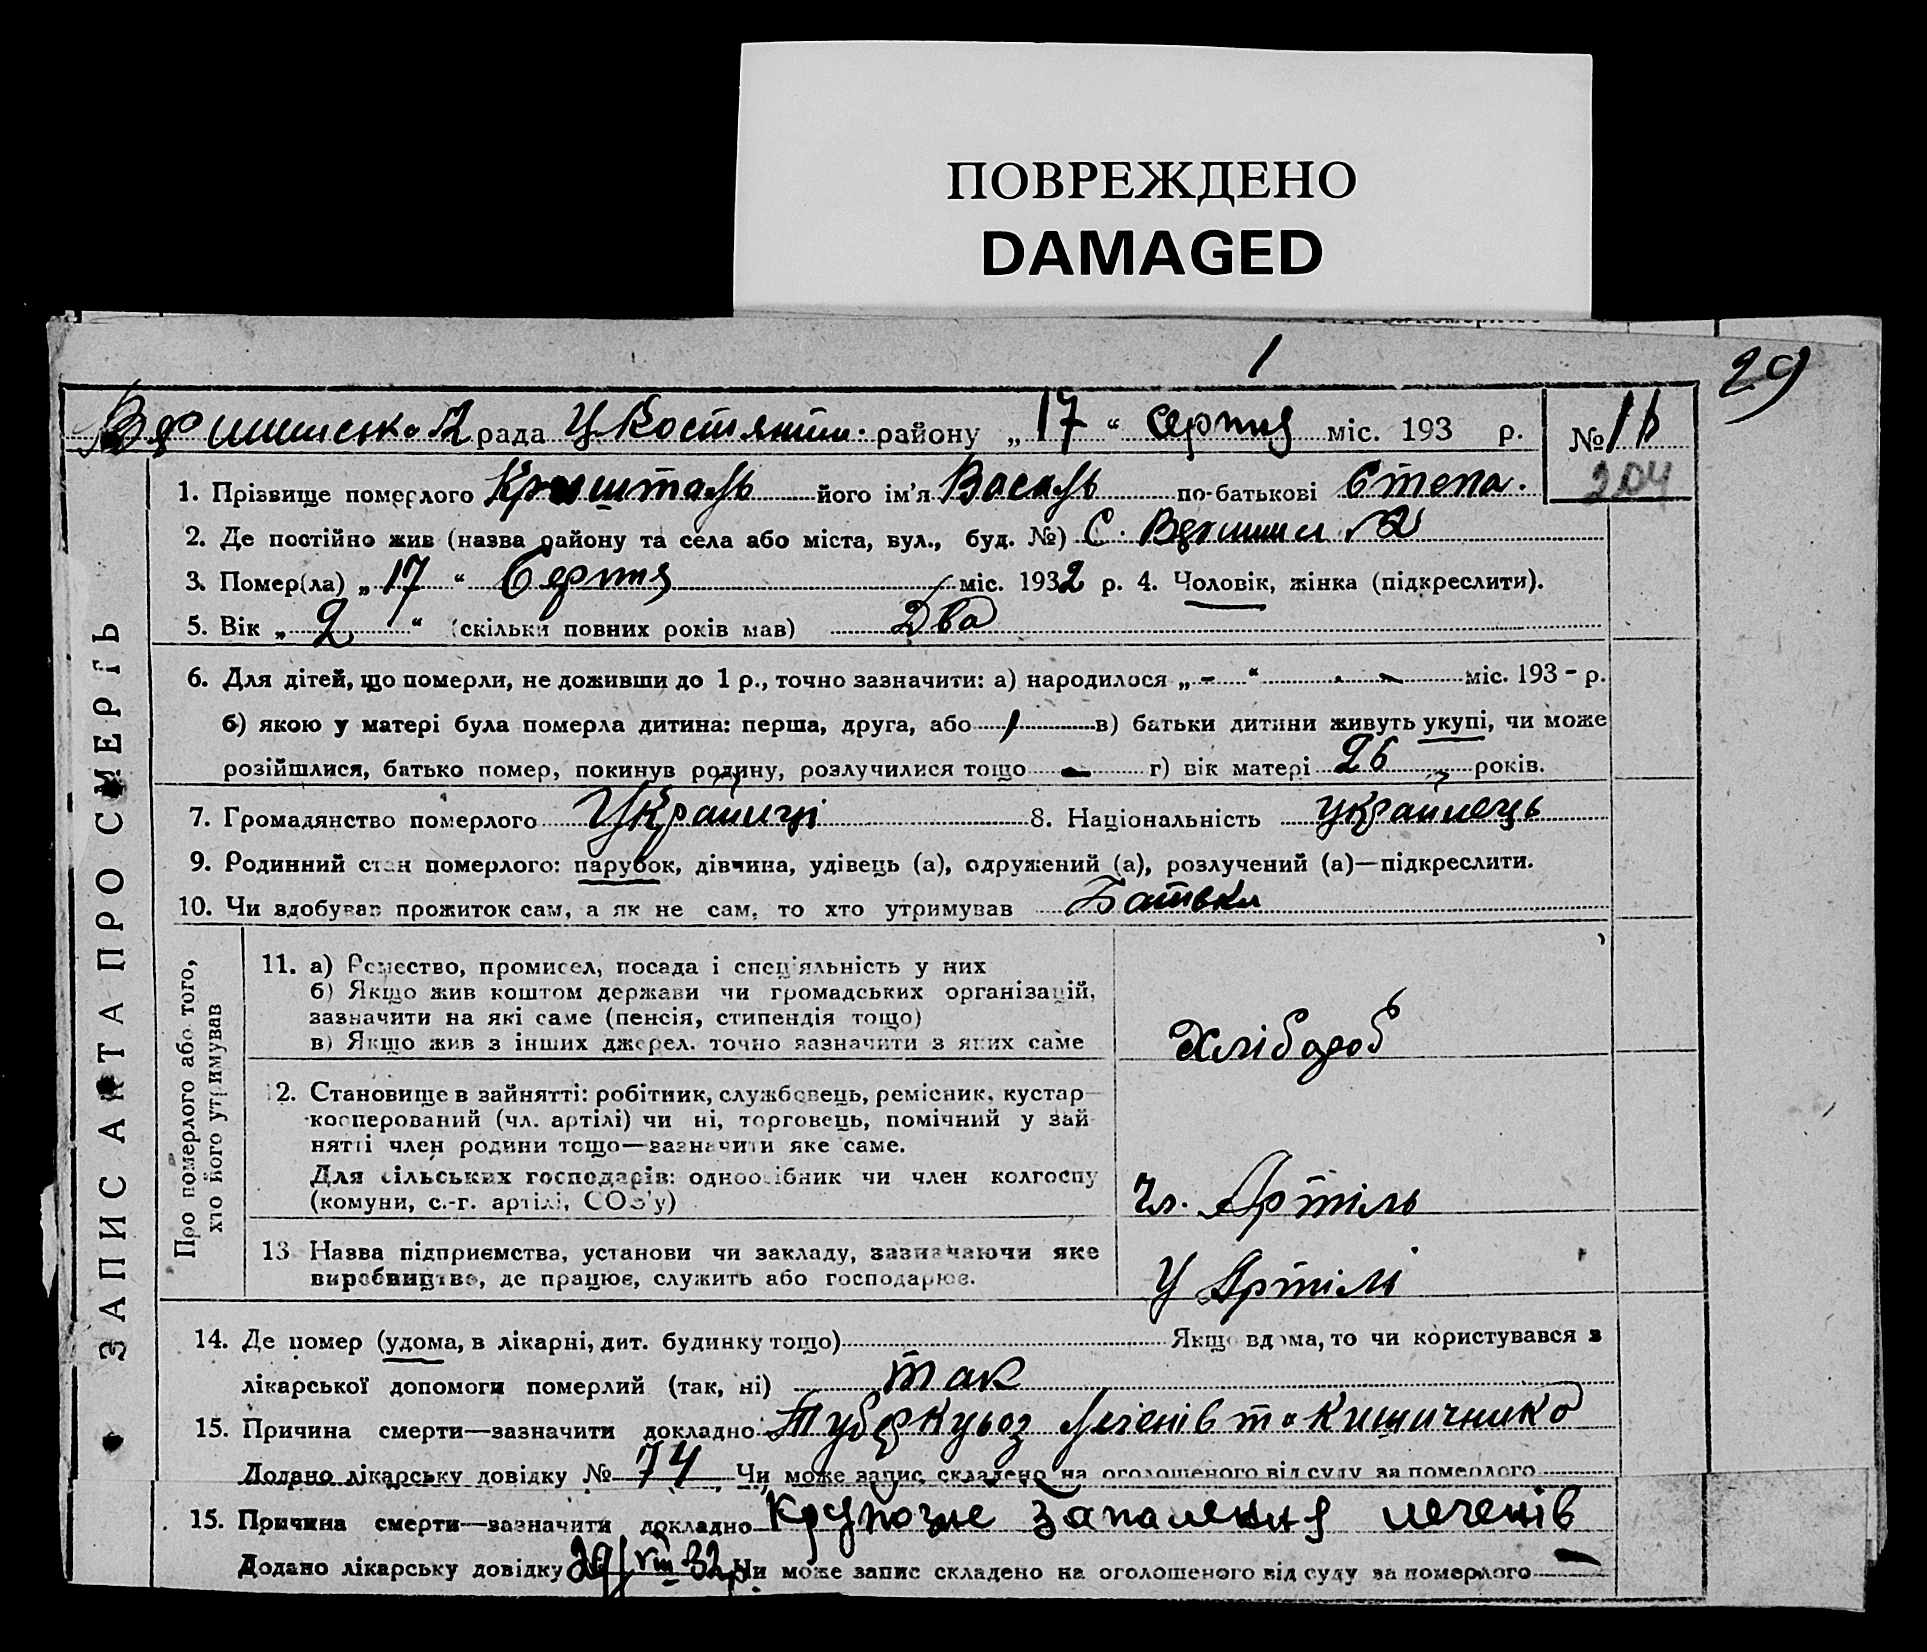 ПОВРЕЖДЕНО
DAMAGED
1
29
рада районy „ 17 “ серпня міс. 193 р. №
204
1. Прізвище померлого Кришталь його ім'я Василь по-батькові Степа.
2. Де постійно жив (назва району та села або міста, вул., буд. №) С.
3. Помер(ла) „ 17 “ Серпня міс. 1932 р. 4. Чоловік, жінка (підкреслити).
5. Вік „ 2 “ (скільки повних років мав) Два
6. Для дітей, що померли, не доживши до 1 р., точно зазначити: а) народилося „ - “ - міс. 193 - р.
б) якою у матері була померла дитина: перша, друга, або в) батьки дитини живуть укупі, чи може
розійшлися, батько помер, покинув родину, розлучилися тощо - г) вік матері 26 років.
7. Громадянство померлого 8. Національність українець
9. Родинний стан померлого: парубок, дівчина, удівець (а), одружений (а), розлучений (а)—підкреслити.
10. Чи здобував прожиток сам, а як не сам, то хто утримував Батьки
ЗАПИС АКТА ПРО СМЕРТЬ
Про померлого або того,
хто його утримував
11. а) Ремество, промисел, посада і спеціяльність у них
б) Якщо жив коштом держави чи громадських організацій,
зазначити на які саме (пенсія, стипендія тощо)
в) Якщо жив з інших джерел, точно зазначити з яких саме
Хлібороб
12. Становище в зайнятті: робітник, службовець, ремісник, кустар-
кооперований (чл. артілі) чи ні, торговець, помічний у зай-
нятті член родини тощо—зазначити яке саме.
Для сільських господарів: одноосібник чи член колгоспу
(комуни, с.-г. артілі, СОЗ'у)
Чл. Артіль
13 Назва підприємства, установи чи закладу, зазначаючи яке
виробництво, де працює, служить або господарює.
У Артілі
14. Де помер (удома, в лікарні, дит. будинку тощо) Якщо вдома, то чи користувався з
лікарської допомоги померлий (так, ні) так
15. Причина смерти—зазначити докладно Туберкульоз легенів та кишечника
Додано лікарську довідку № 74 Чи може запис складено на оголошеного від суду за померлого
15. Причина смерти—зазначити докладно Крупозне запалення легенів
Додано лікарську довідку 29/VIII 32 Чи може запис складено на оголошеного від суду за померлого —